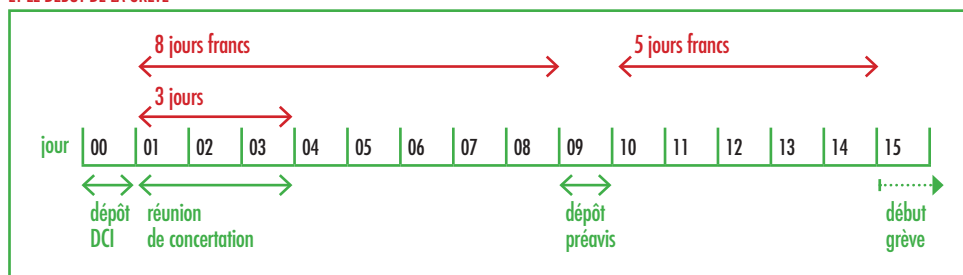 8 jours francs
5 jours francs
3 jours
jour 00 01 02 03 04 05 06 07 08 09 10 11 12 13 14 15
dépôt
DCI
réunion
de concertation
dépôt
préavis
début
grève